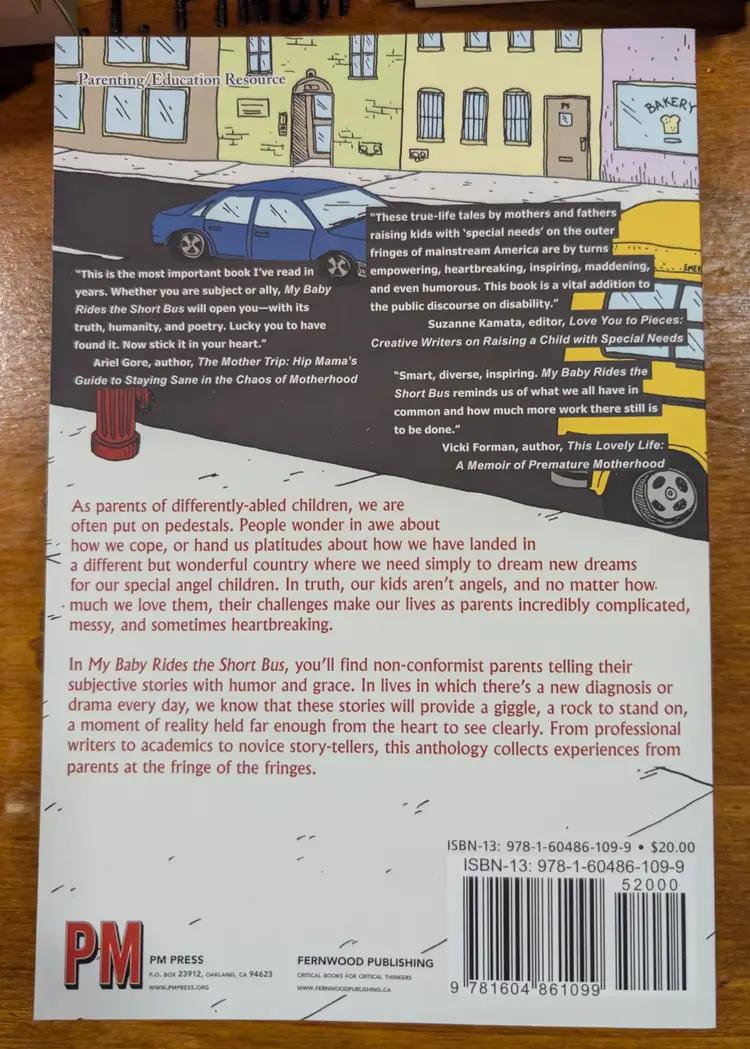 Parenting/Education Resource
BAKERY
“These true-life tales by mothers and fathers
raising kids with ‘special needs’ on the outer
fringes of mainstream America are by turns
empowering, heartbreaking, inspiring, maddening,
and even humorous. This book is a vital addition to
the public discourse on disability.”
Suzanne Kamata, editor, Love You to Pieces:
Creative Writers on Raising a Child with Special Needs
“This is the most important book I’ve read in
years. Whether you are subject or ally, My Baby
Rides the Short Bus will open you—with its
truth, humanity, and poetry. Lucky you to have
found it. Now stick it in your heart.”
Ariel Gore, author, The Mother Trip: Hip Mama’s
Guide to Staying Sane in the Chaos of Motherhood
“Smart, diverse, inspiring. My Baby Rides the
Short Bus reminds us of what we all have in
common and how much more work there still is
to be done.”
Vicki Forman, author, This Lovely Life:
A Memoir of Premature Motherhood
As parents of differently-abled children, we are
often put on pedestals. People wonder in awe about
how we cope, or hand us platitudes about how we have landed in
a different but wonderful country where we need simply to dream new dreams
for our special angel children. In truth, our kids aren’t angels, and no matter how
much we love them, their challenges make our lives as parents incredibly complicated,
messy, and sometimes heartbreaking.
In My Baby Rides the Short Bus, you’ll find non-conformist parents telling their
subjective stories with humor and grace. In lives in which there’s a new diagnosis or
drama every day, we know that these stories will provide a giggle, a rock to stand on,
a moment of reality held far enough from the heart to see clearly. From professional
writers to academics to novice story-tellers, this anthology collects experiences from
parents at the fringe of the fringes.
ISBN-13: 978-1-60486-109-9 • $20.00
ISBN-13: 978-1-60486-109-9
52000
9 781604 861099
PM
PM PRESS
P.O. BOX 23912, OAKLAND, CA 94623
WWW.PMPRESS.ORG
FERNWOOD PUBLISHING
CRITICAL BOOKS FOR CRITICAL THINKERS
WWW.FERNWOODPUBLISHING.CA